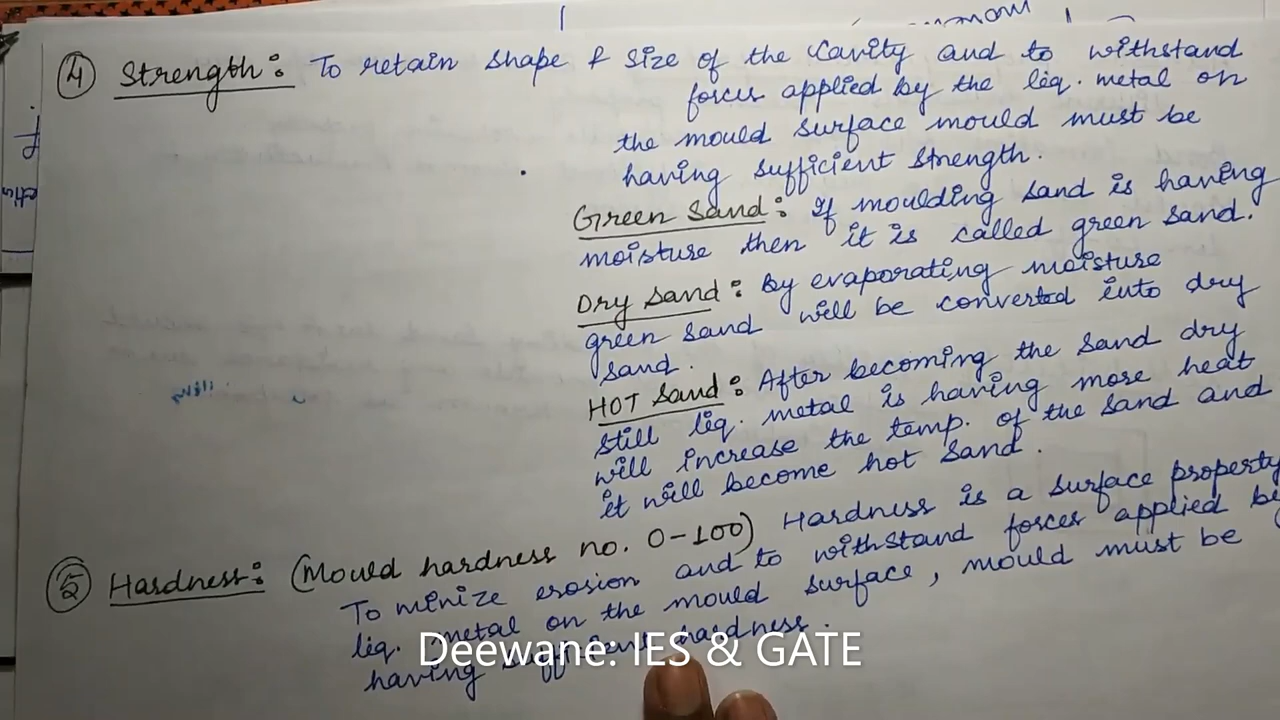 ④ Strength: To retain shape & size of the cavity and to withstand
forces applied by the liq. metal on
the mould surface mould must be
having sufficient strength.
Green Sand: If moulding sand is having
moisture then it is called green sand.
Dry Sand: By evaporating moisture
green sand will be converted into dry
sand.
HOT Sand: After becoming the sand dry
still liq. metal is having more heat
will increase the temp. of the sand and
it will become hot sand.
⑤ Hardness: (Mould hardness no. 0-100) Hardness is a surface property
To minize erosion and to withstand forces applied by
liq. metal on the mould surface, mould must be
having sufficient hardness.
Deewane: IES & GATE